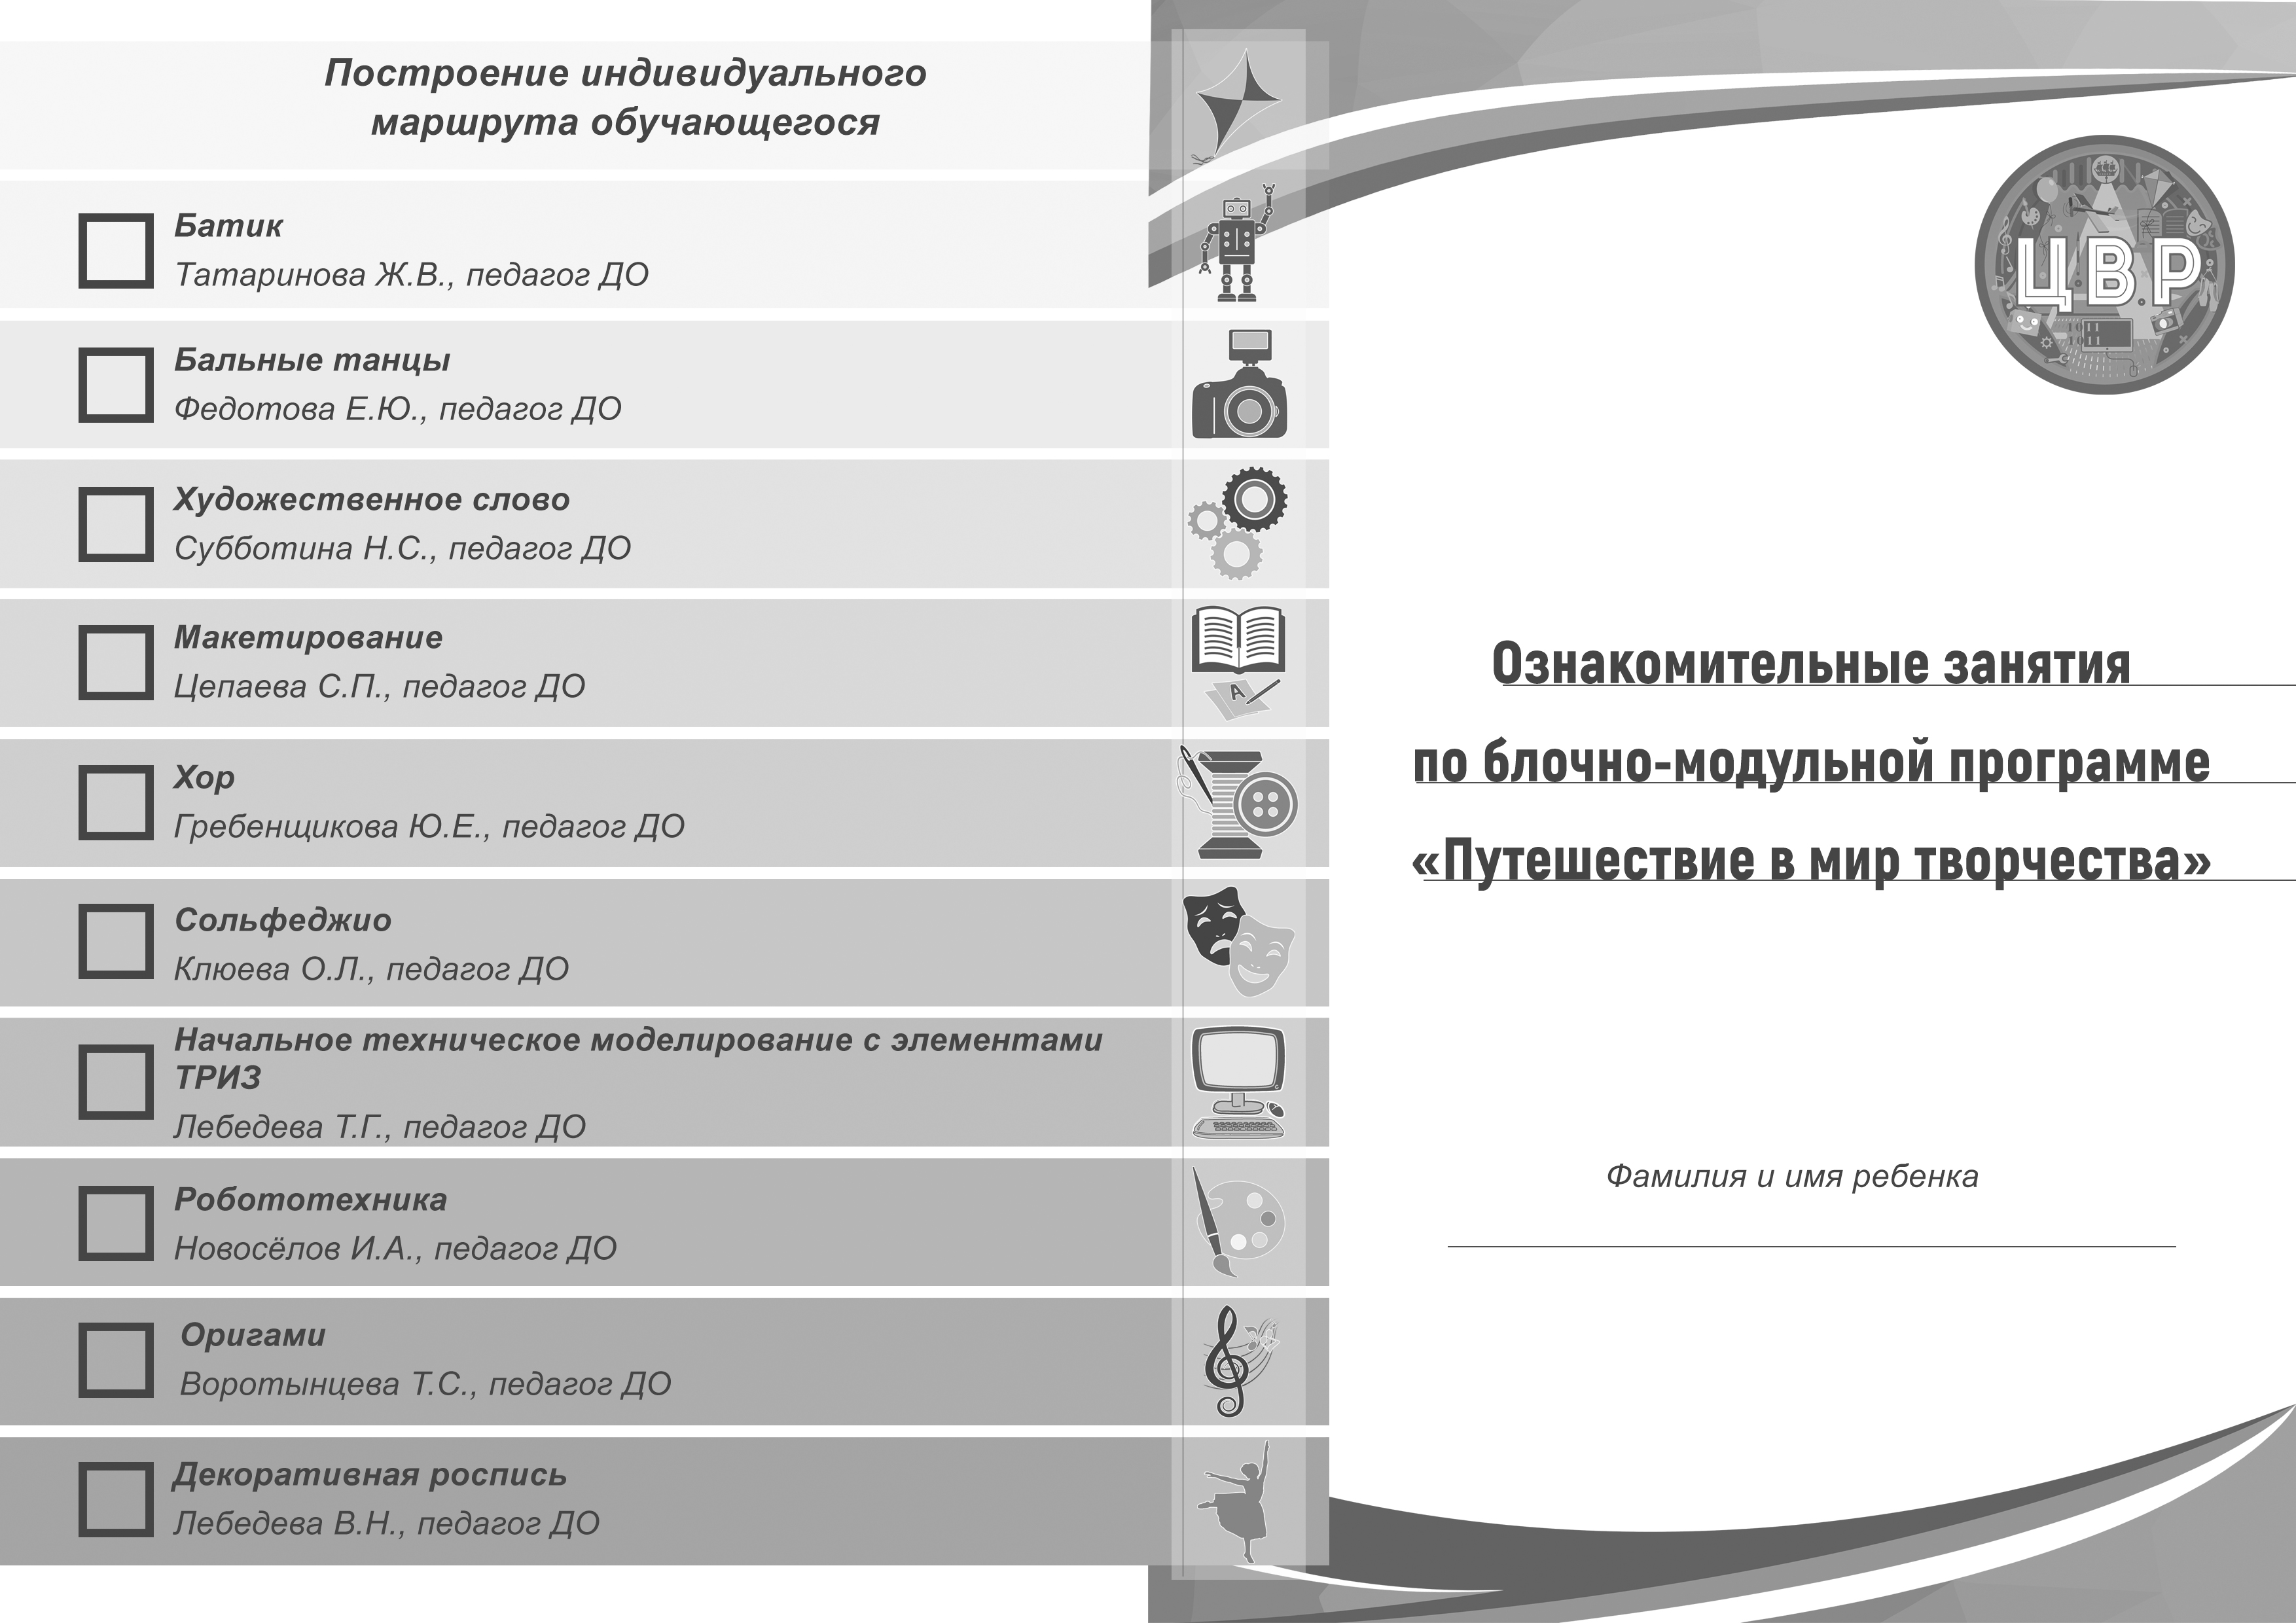 Построение индивидуального
маршрута обучающегося
Батик
Татаринова Ж.В., педагог ДО
Бальные танцы
Федотова Е.Ю., педагог ДО
Художественное слово
Субботина Н.С., педагог ДО
Макетирование
Цепаева С.П., педагог ДО
Хор
Гребенщикова Ю.Е., педагог ДО
Сольфеджио
Клюева О.Л., педагог ДО
Начальное техническое моделирование с элементами
ТРИЗ
Лебедева Т.Г., педагог ДО
Робототехника
Новосёлов И.А., педагог ДО
Оригами
Воротынцева Т.С., педагог ДО
Декоративная роспись
Лебедева В.Н., педагог ДО
А
ЦВР
Ознакомительные занятия
по блочно-модульной программе
«Путешествие в мир творчества»
Фамилия и имя ребенка